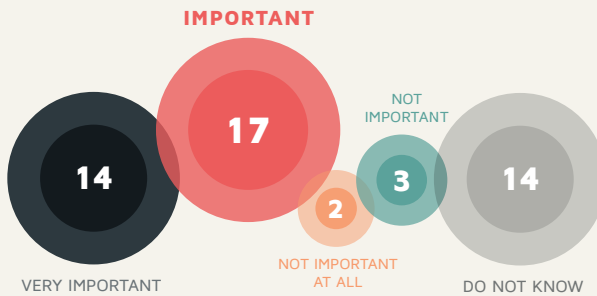 IMPORTANT
17
NOT
IMPORTANT
14
3
14
2
NOT IMPORTANT
AT ALL
VERY IMPORTANT
DO NOT KNOW